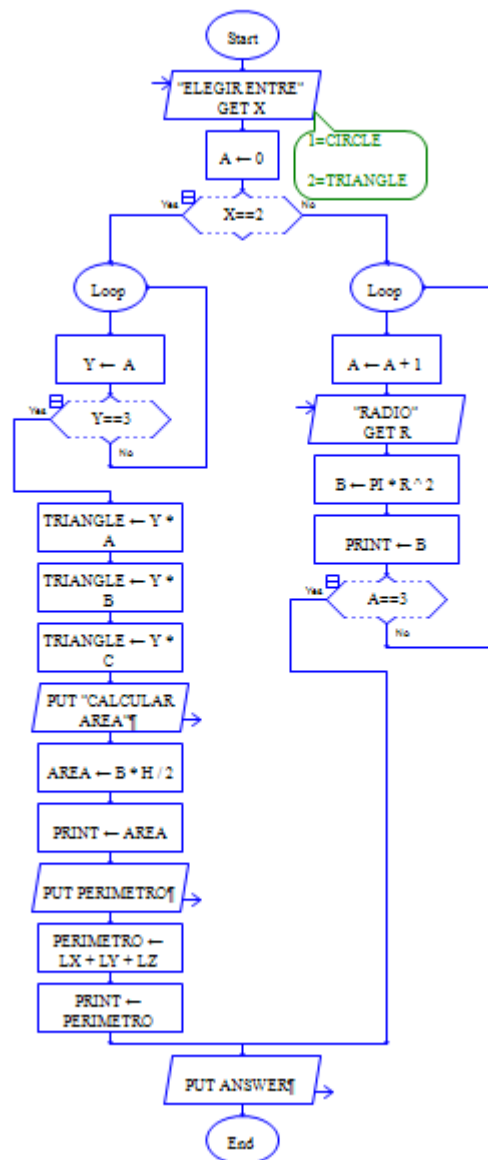 Start
"ELEGIR ENTRE"
GET X
1=CIRCLE
2=TRIANGLE
A ← 0
Yes
X==2
No
Loop
Y ← A
Yes
Y==3
No
TRIANGLE ← Y *
A
TRIANGLE ← Y *
B
TRIANGLE ← Y *
C
PUT "CALCULAR
AREA"¶
AREA ← B * H / 2
PRINT ← AREA
PUT PERIMETRO¶
PERIMETRO ←
LX + LY + LZ
PRINT ←
PERIMETRO
Loop
A ← A + 1
"RADIO"
GET R
B ← PI * R ^ 2
PRINT ← B
Yes
A==3
No
PUT ANSWER¶
End